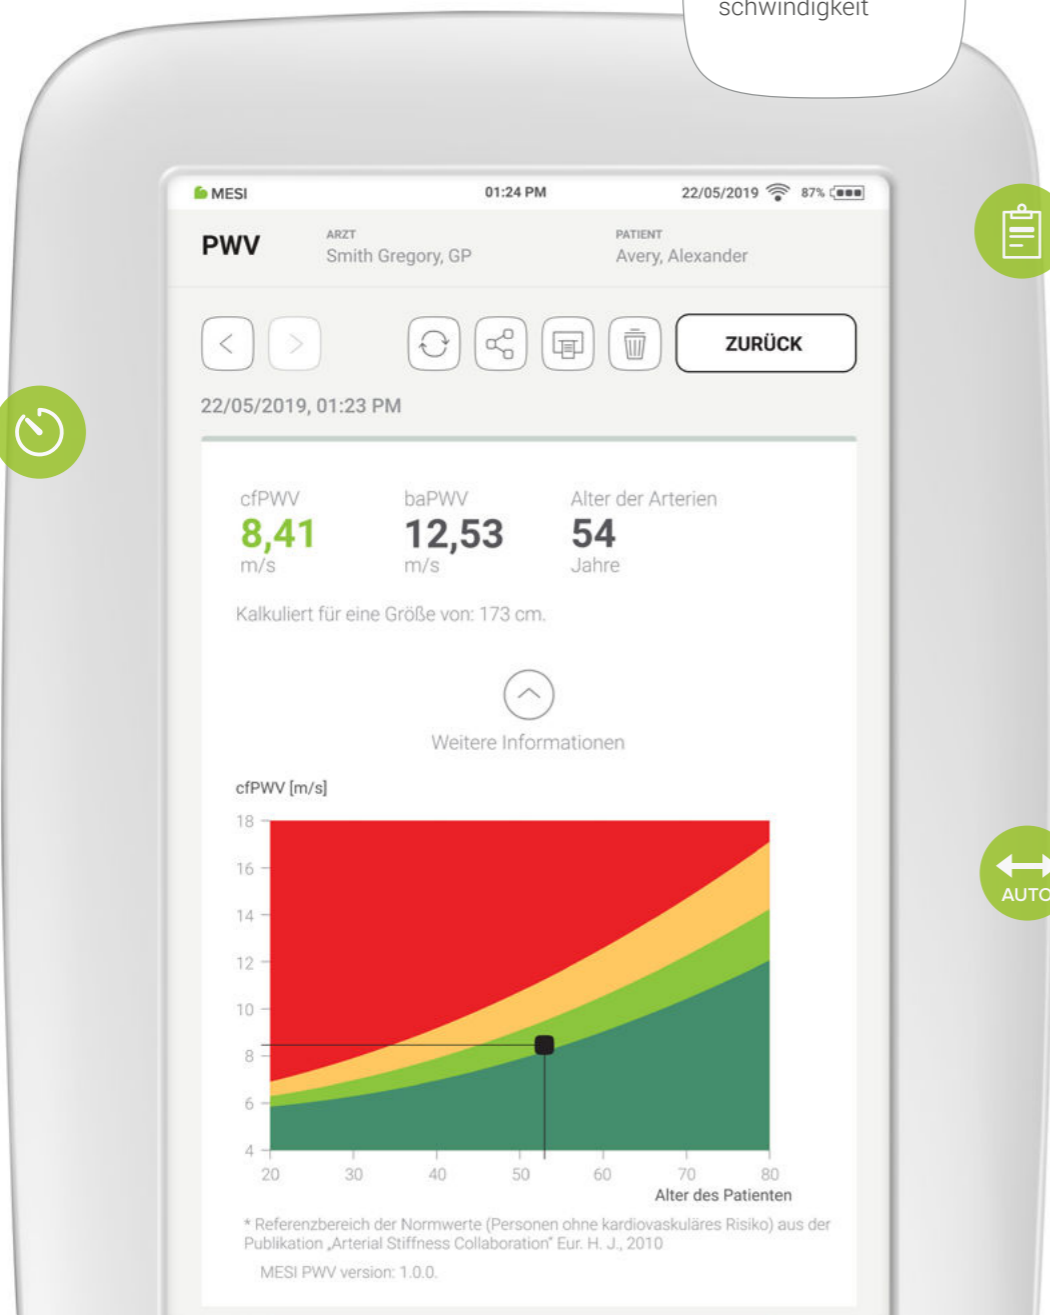 schwindigkeit
MESI 01:24 PM 22/05/2019 87%
PWV
ARZT
Smith Gregory, GP
PATIENT
Avery, Alexander
ZURÜCK
22/05/2019, 01:23 PM
cfPWV
8,41
m/s
baPWV
12,53
m/s
Alter der Arterien
54
Jahre
Kalkuliert für eine Größe von: 173 cm.
Weitere Informationen
cfPWV [m/s]
18
16
14
12
10
8
6
4
20 30 40 50 60 70 80
Alter des Patienten
* Referenzbereich der Normwerte (Personen ohne kardiovaskuläres Risiko) aus der
Publikation „Arterial Stiffness Collaboration“ Eur. H. J., 2010
MESI PWV version: 1.0.0.
AUTO